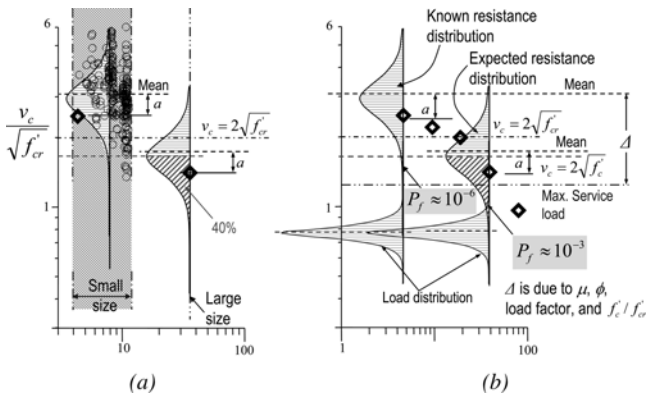 6
Mean
a
v_c / √f'_cr
v_c = 2√f'_cr
a
1
40%
Small
size
Large
size
10
100
(a)
6
Known resistance
distribution
Expected resistance
distribution
Mean
a
v_c = 2√f'_cr
Mean
Δ
a
v_c = 2√f'_c
P_f ≈ 10^-6
Max. Service
load
1
P_f ≈ 10^-3
Load distribution
Δ is due to μ, ϕ,
load factor, and f'_c / f'_cr
1
10
100
(b)